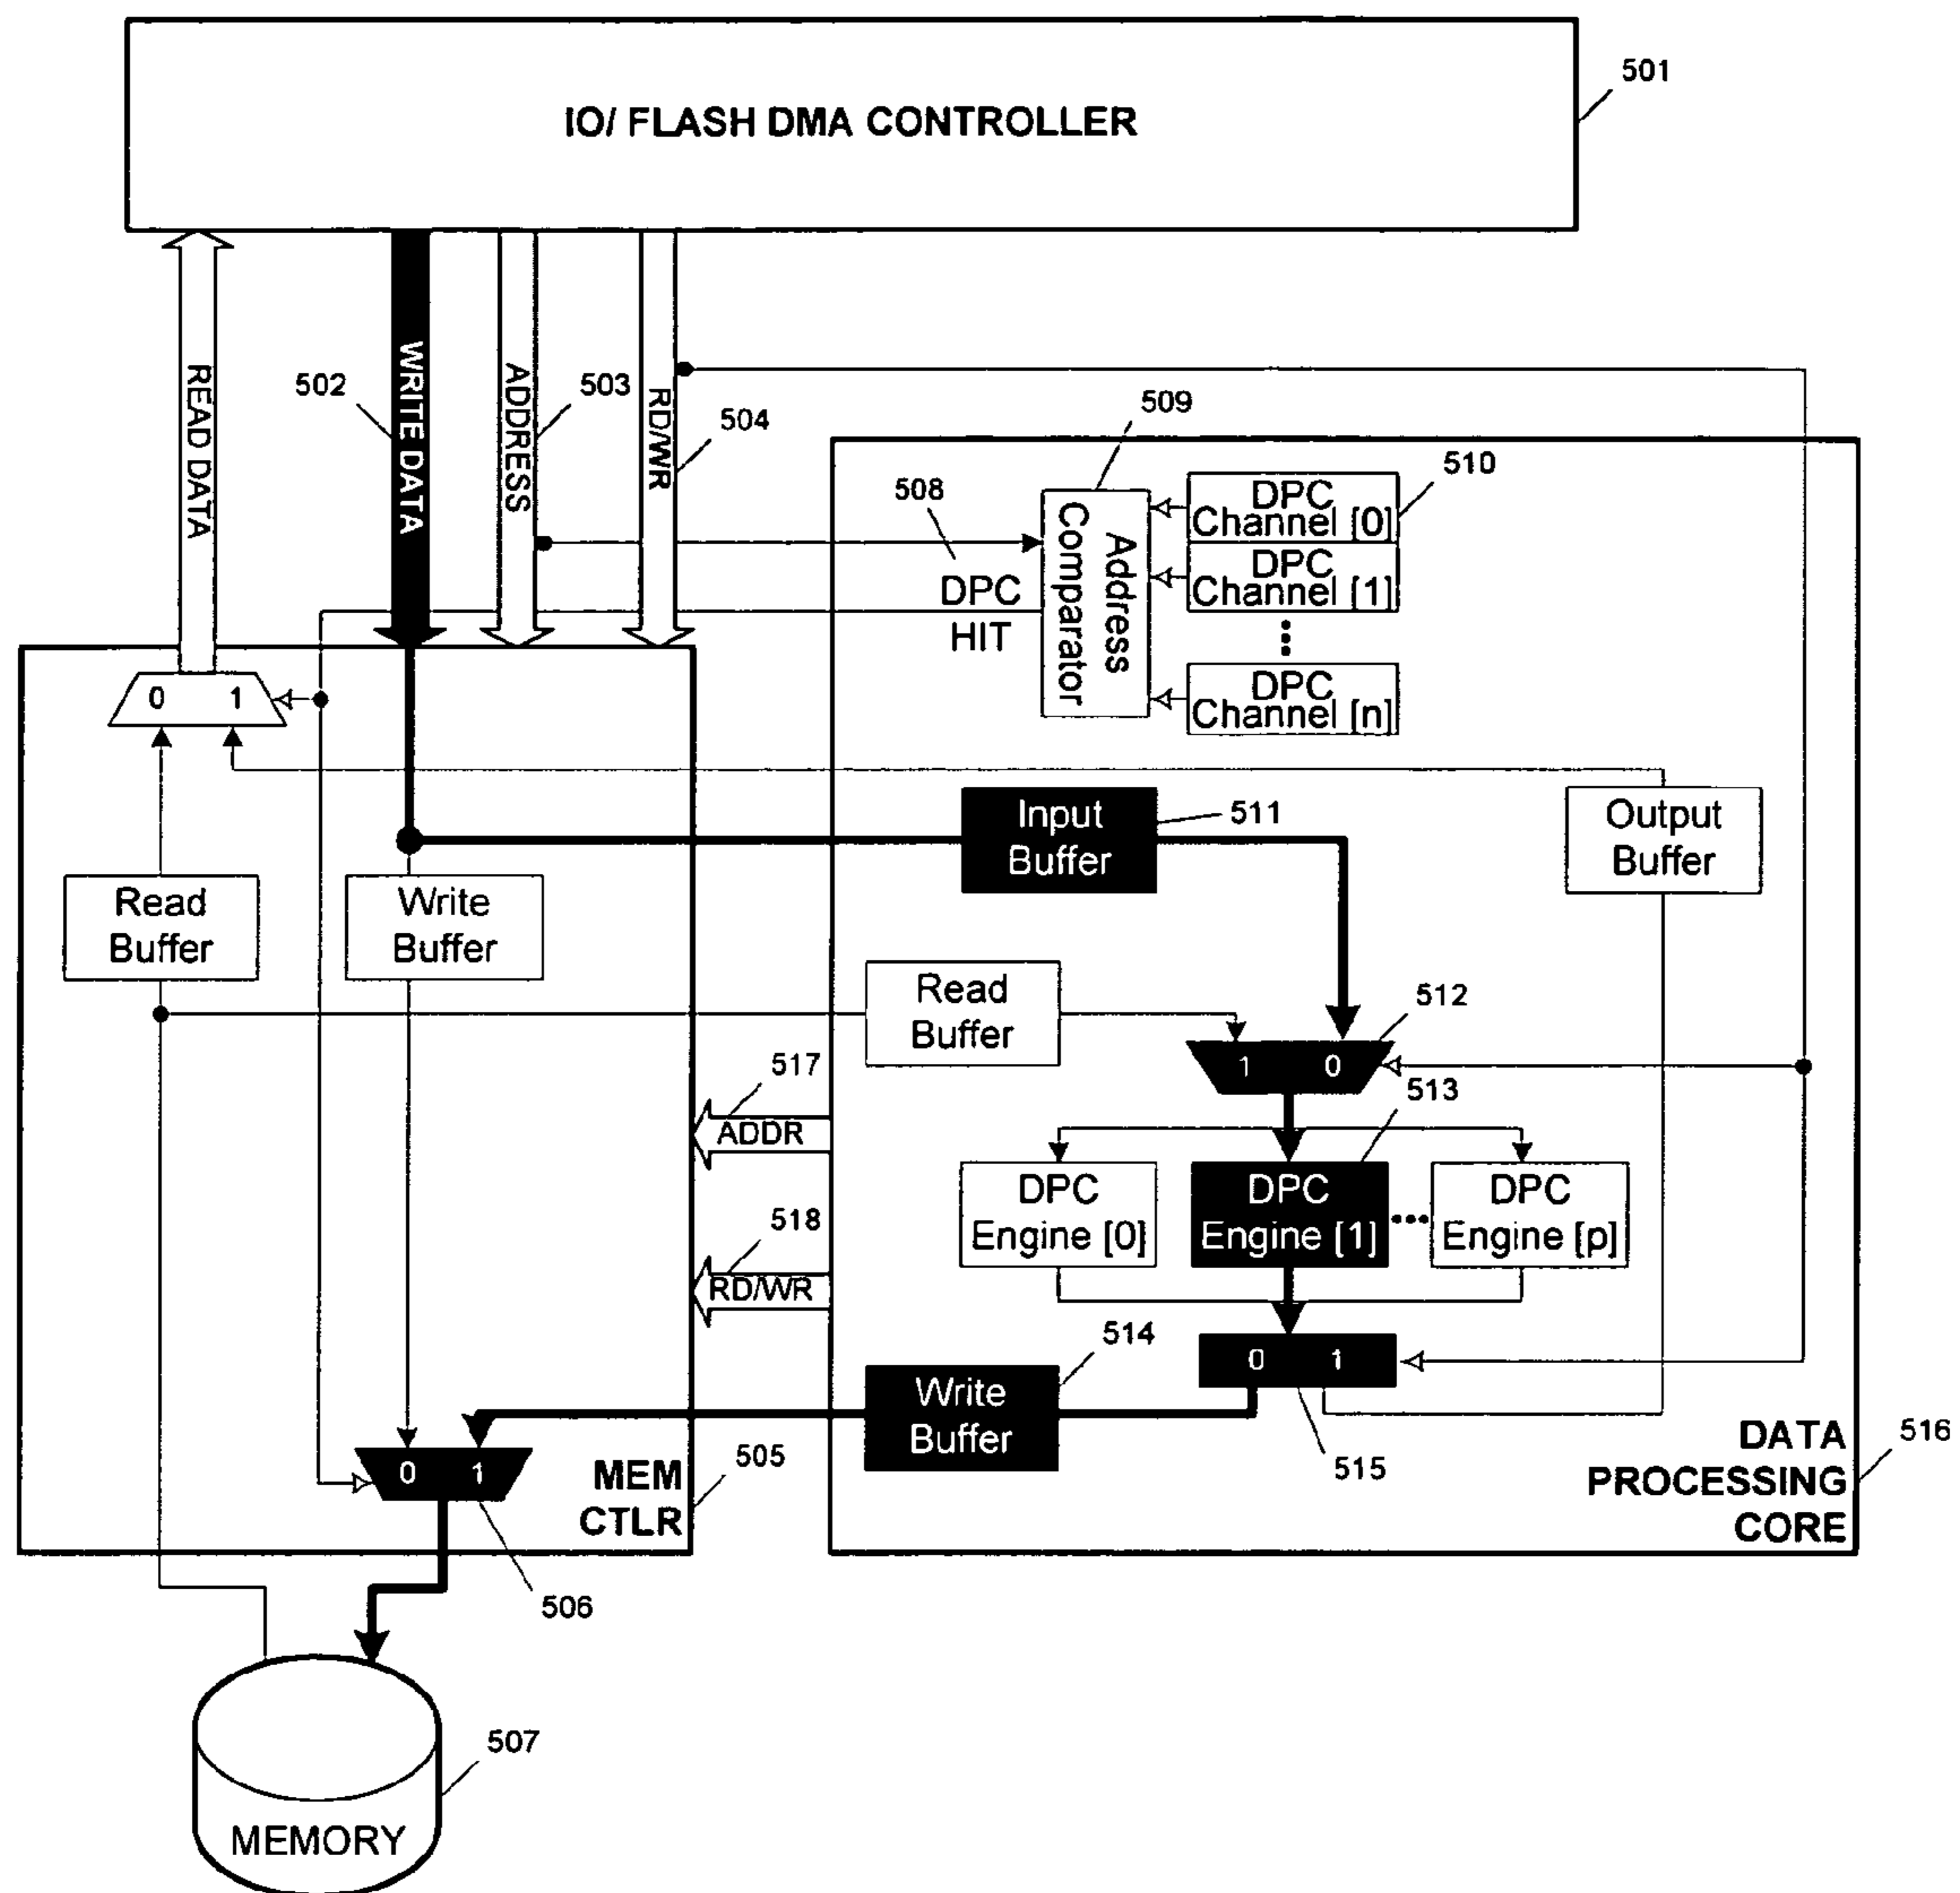 IO/ FLASH DMA CONTROLLER
501
READ DATA
502
WRITE DATA
ADDRESS
503
RD/WR
504
509
510
508
DPC
HIT
Address
Comparator
DPC
Channel [0]
DPC
Channel [1]
DPC
Channel [n]
0 1
Input
Buffer
511
Output
Buffer
Read
Buffer
Write
Buffer
Read
Buffer
512
1 0
517
ADDR
513
DPC
Engine [0]
DPC
Engine [1]
DPC
Engine [p]
518
RD/WR
514
0 1
Write
Buffer
515
0 1
MEM
CTLR
505
DATA
PROCESSING
CORE
516
506
507
MEMORY